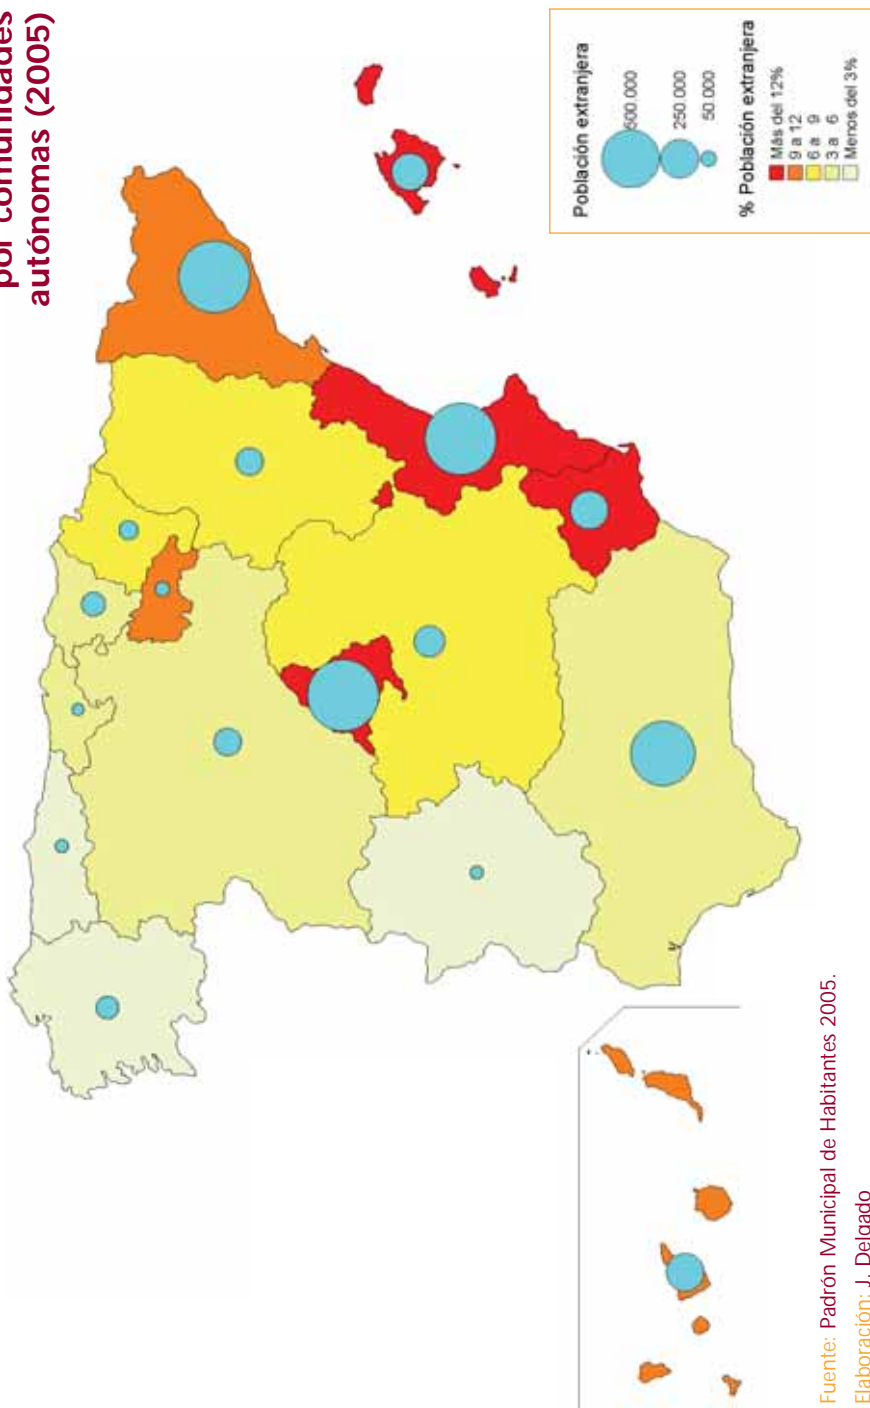 por comunidades
autónomas (2005)
Población extranjera
500.000
250.000
50.000
% Población extranjera
Más del 12%
9 a 12
6 a 9
3 a 6
Menos del 3%
Fuente: Padrón Municipal de Habitantes 2005.
Elaboración: J. Delgado